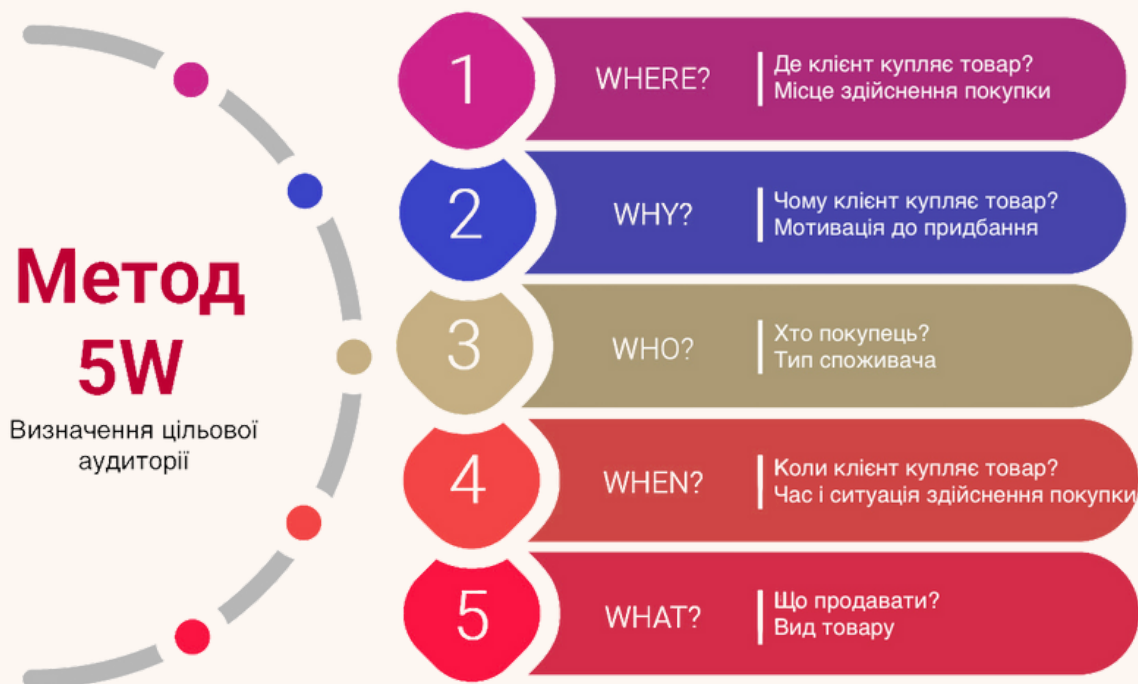 Метод
5W
Визначення цільової
аудиторії
1
WHERE?
Де клієнт купляє товар?
Місце здійснення покупки
2
WHY?
Чому клієнт купляє товар?
Мотивація до придбання
3
WHO?
Хто покупець?
Тип споживача
4
WHEN?
Коли клієнт купляє товар?
Час і ситуація здійснення покупки
5
WHAT?
Що продавати?
Вид товару